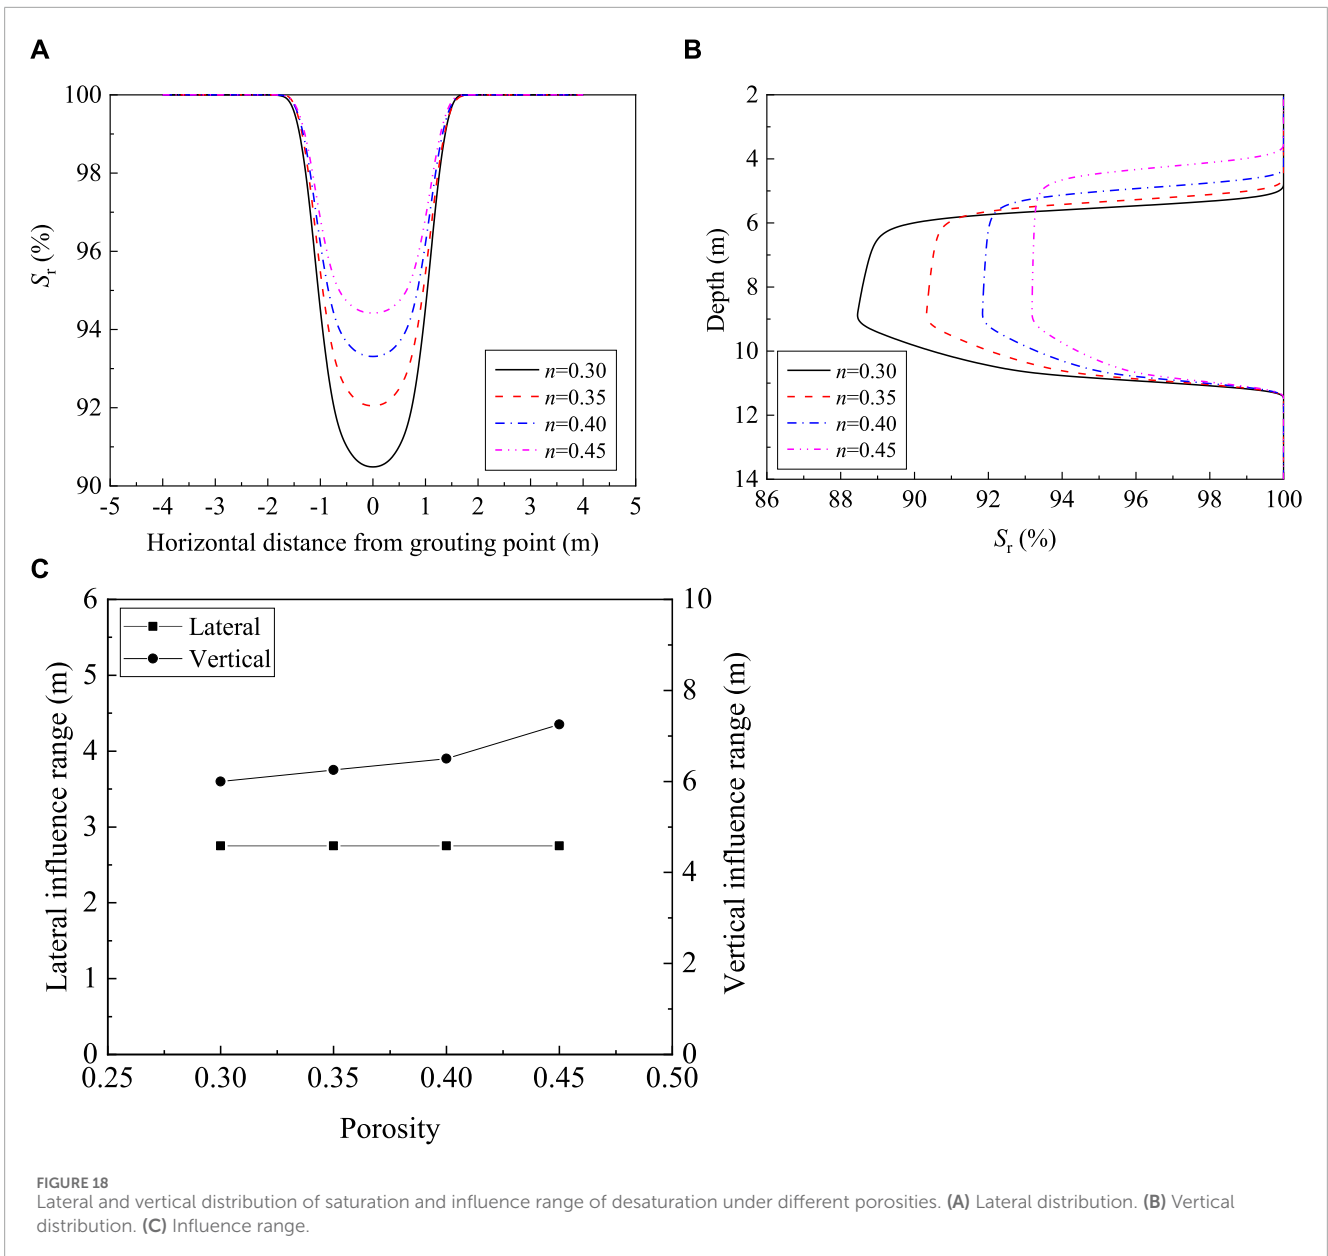 A
100
98
96
94
92
90
Sr (%)
-5 -4 -3 -2 -1 0 1 2 3 4 5
Horizontal distance from grouting point (m)
n=0.30
n=0.35
n=0.40
n=0.45
B
2
4
6
8
10
12
14
Depth (m)
86 88 90 92 94 96 98 100
Sr (%)
n=0.30
n=0.35
n=0.40
n=0.45
C
6
5
4
3
2
1
0
Lateral influence range (m)
Lateral
Vertical
10
8
6
4
2
0
Vertical influence range (m)
0.25 0.30 0.35 0.40 0.45 0.50
Porosity
FIGURE 18
Lateral and vertical distribution of saturation and influence range of desaturation under different porosities. (A) Lateral distribution. (B) Vertical
distribution. (C) Influence range.